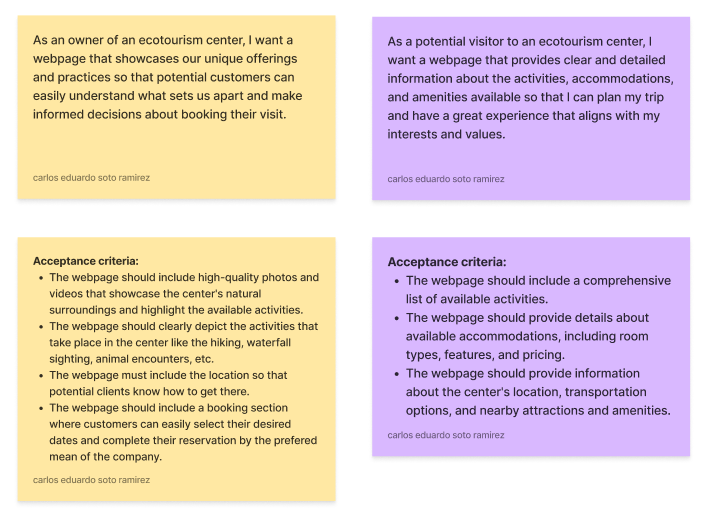 As an owner of an ecotourism center, I want a
webpage that showcases our unique offerings
and practices so that potential customers can
easily understand what sets us apart and make
informed decisions about booking their visit.
carlos eduardo soto ramirez
As a potential visitor to an ecotourism center, I
want a webpage that provides clear and detailed
information about the activities, accommodations,
and amenities available so that I can plan my trip
and have a great experience that aligns with my
interests and values.
carlos eduardo soto ramirez
Acceptance criteria:
• The webpage should include high-quality photos and
videos that showcase the center's natural
surroundings and highlight the available activities.
• The webpage should clearly depict the activities that
take place in the center like the hiking, waterfall
sighting, animal encounters, etc.
• The webpage must include the location so that
potential clients know how to get there.
• The webpage should include a booking section
where customers can easily select their desired
dates and complete their reservation by the prefered
mean of the company.
carlos eduardo soto ramirez
Acceptance criteria:
• The webpage should include a comprehensive
list of available activities.
• The webpage should provide details about
available accommodations, including room
types, features, and pricing.
• The webpage should provide information
about the center's location, transportation
options, and nearby attractions and amenities.
carlos eduardo soto ramirez